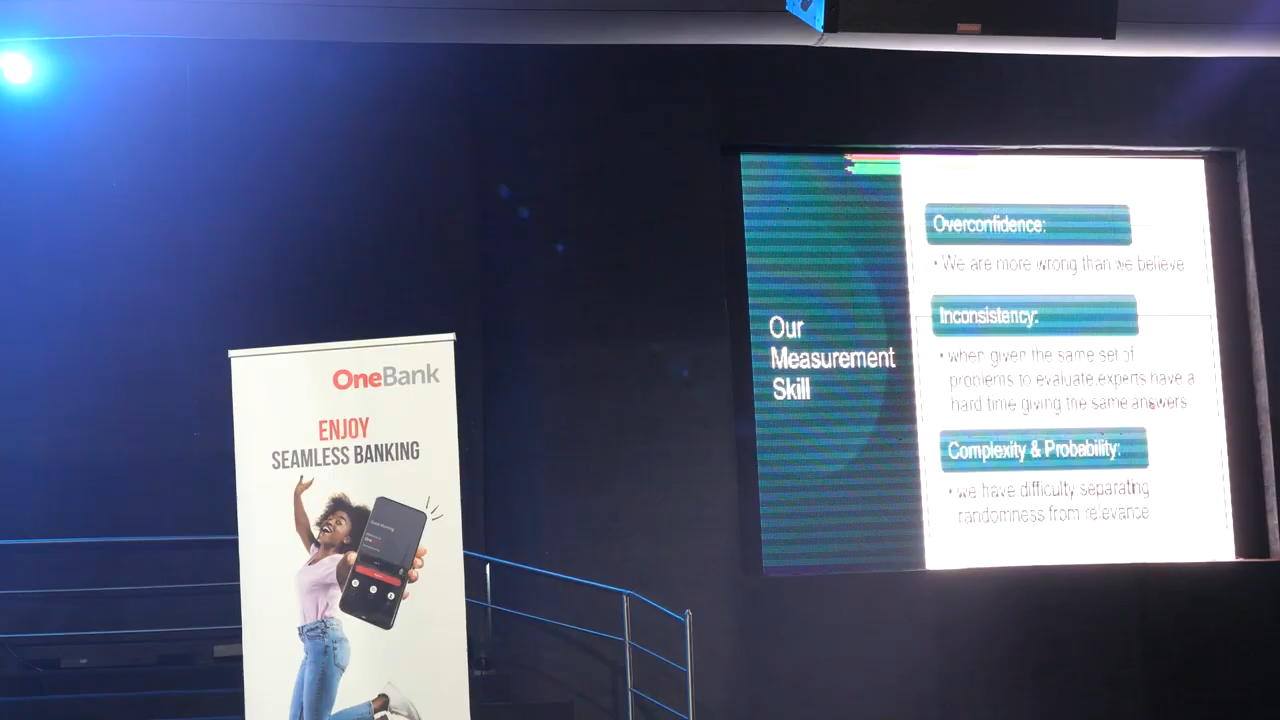 OneBank
ENJOY
SEAMLESS BANKING
Our
Measurement
Skill
Overconfidence:
• We are more wrong than we believe
Inconsistency:
• when given the same set of
problems to evaluate,experts have a
hard time giving the same answers
Complexity & Probability:
• we have difficulty separating
randomness from relevance